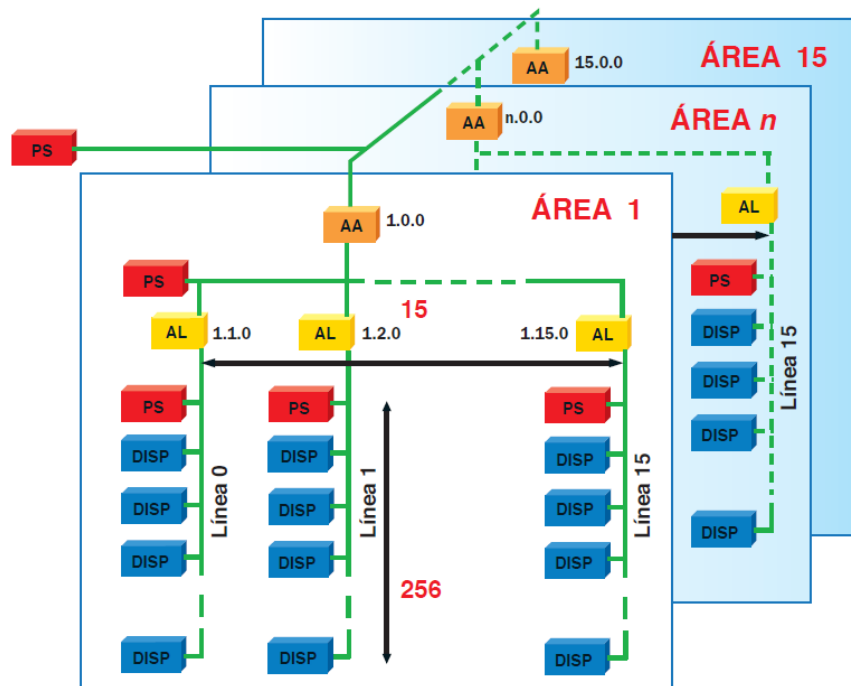 ÁREA 15
AA 15.0.0
ÁREA n
AA n.0.0
PS
ÁREA 1
AL
AA 1.0.0
PS
PS
15
AL 1.1.0
AL 1.2.0
1.15.0 AL
DISP
DISP
DISP
Línea 15
DISP
PS
PS
PS
DISP
DISP
DISP
DISP
DISP
DISP
DISP
DISP
DISP
Línea 0
Línea 1
Línea 15
256
DISP
DISP
DISP